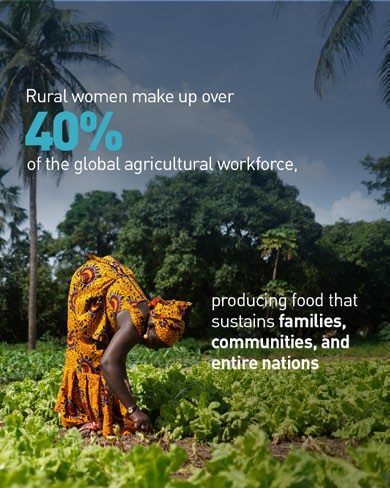 Rural women make up over
40%
of the global agricultural workforce,
producing food that
sustains families,
communities, and
entire nations